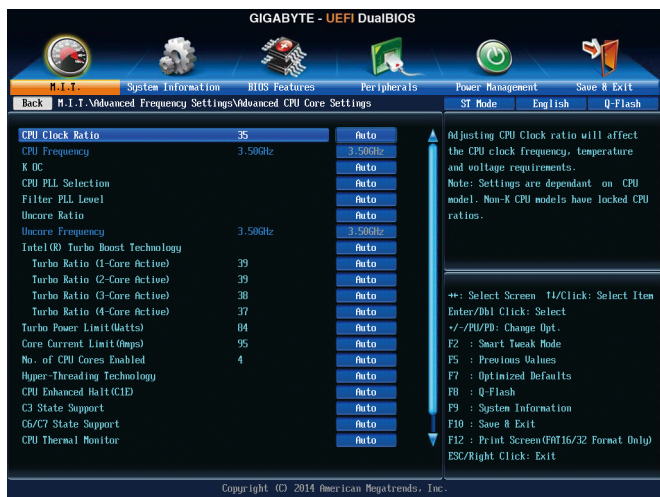 GIGABYTE - UEFI DualBIOS
M.I.T. System Information BIOS Features Peripherals Power Management Save & Exit
Back M.I.T.\Advanced Frequency Settings\Advanced CPU Core Settings ST Mode English Q-Flash
CPU Clock Ratio 35 Auto
CPU Frequency 3.50GHz 3.50GHz
K OC Auto
CPU PLL Selection Auto
Filter PLL Level Auto
Uncore Ratio Auto
Uncore Frequency 3.50GHz 3.50GHz
Intel(R) Turbo Boost Technology Auto
Turbo Ratio (1-Core Active) 39 Auto
Turbo Ratio (2-Core Active) 39 Auto
Turbo Ratio (3-Core Active) 38 Auto
Turbo Ratio (4-Core Active) 37 Auto
Turbo Power Limit(Watts) 84 Auto
Core Current Limit(Amps) 95 Auto
No. of CPU Cores Enabled 4 Auto
Hyper-Threading Technology Auto
CPU Enhanced Halt(C1E) Auto
C3 State Support Auto
C6/C7 State Support Auto
CPU Thermal Monitor Auto
Adjusting CPU Clock ratio will affect
the CPU clock frequency, temperature
and voltage requirements.
Note: Settings are dependant on CPU
model. Non-K CPU models have locked CPU
ratios.
→←: Select Screen ↑↓/Click: Select Item
Enter/Dbl Click: Select
+/-/PU/PD: Change Opt.
F2 : Smart Tweak Mode
F5 : Previous Values
F7 : Optimized Defaults
F8 : Q-Flash
F9 : System Information
F10 : Save & Exit
F12 : Print Screen(FAT16/32 Format Only)
ESC/Right Click: Exit
Copyright (C) 2014 American Megatrends, Inc.